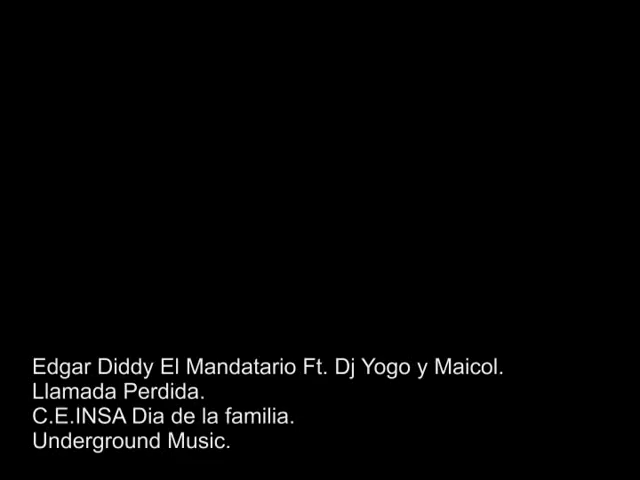 Edgar Diddy El Mandatario Ft. Dj Yogo y Maicol.
Llamada Perdida.
C.E.INSA Dia de la familia.
Underground Music.